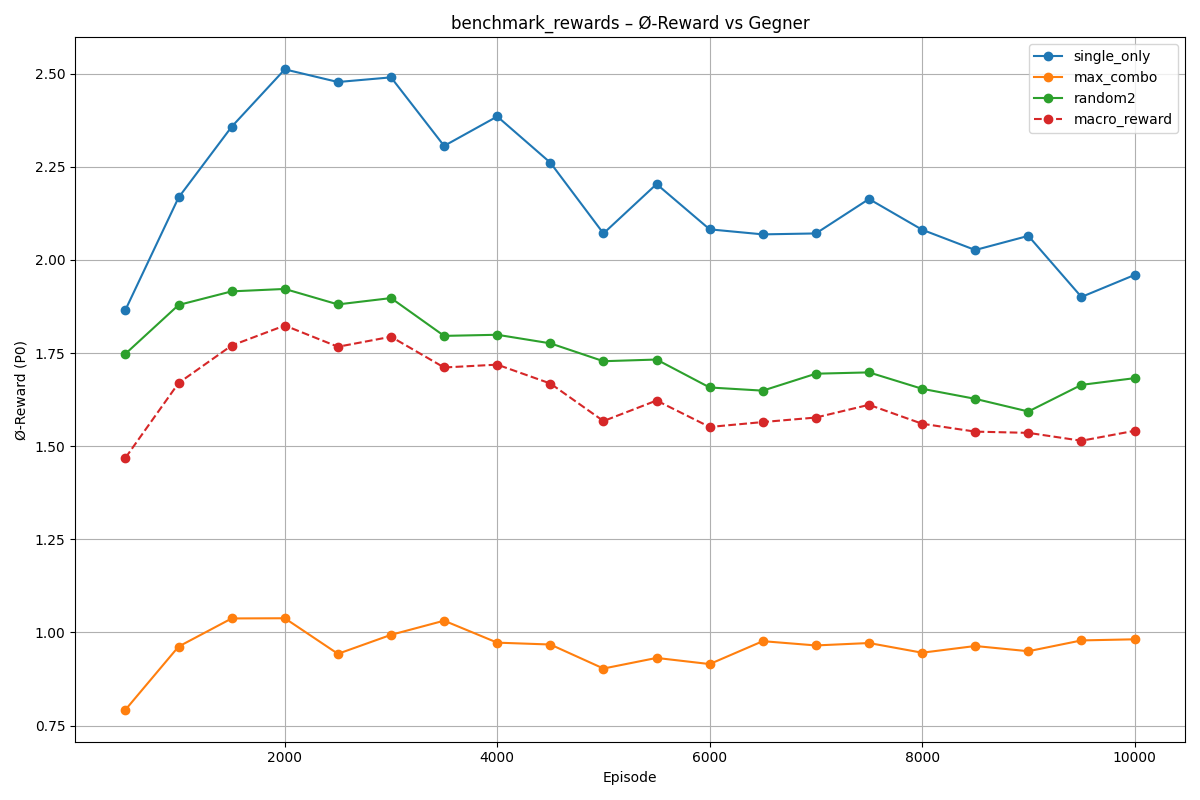 benchmark_rewards – Ø-Reward vs Gegner
single_only
max_combo
random2
macro_reward
Ø-Reward (P0)
2.50
2.25
2.00
1.75
1.50
1.25
1.00
0.75
2000 4000 6000 8000 10000
Episode